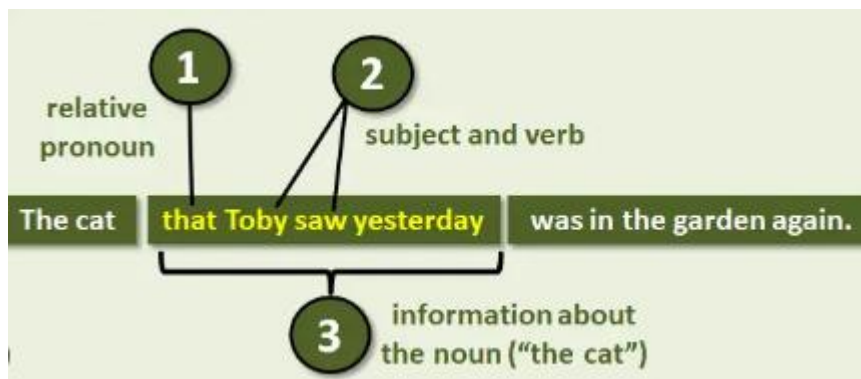 1
2
relative
pronoun
subject and verb
The cat that Toby saw yesterday was in the garden again.
3
information about
the noun (“the cat”)
)